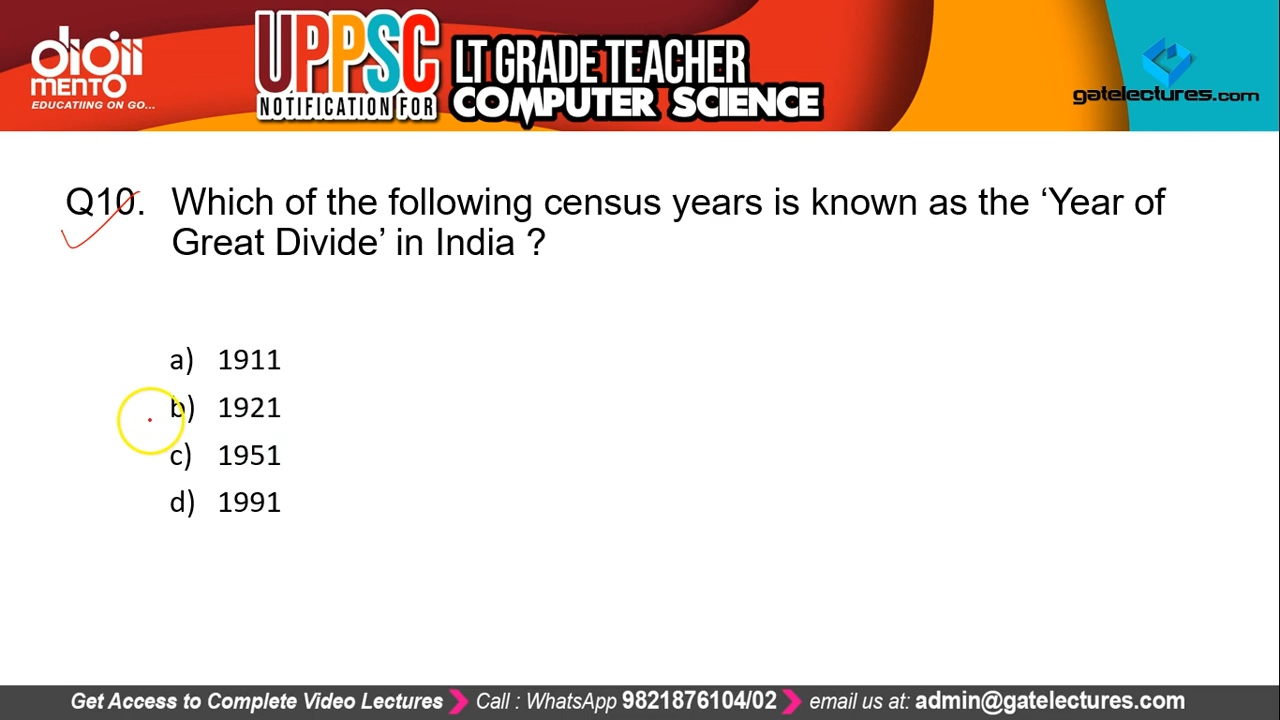 digii
MENTO
EDUCATIING ON GO...
UPPSC
NOTIFICATION FOR
LT GRADE TEACHER
COMPUTER SCIENCE
gatelectures.com
Q10. Which of the following census years is known as the ‘Year of
Great Divide’ in India ?
a) 1911
b) 1921
c) 1951
d) 1991
Get Access to Complete Video Lectures Call : WhatsApp 9821876104/02 email us at: admin@gatelectures.com